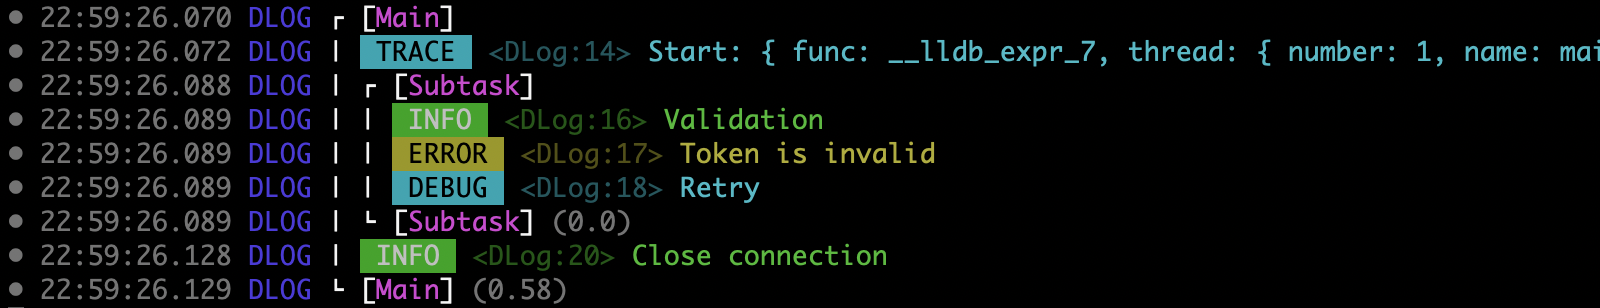 ● 22:59:26.070 DLOG ┌ [Main]
● 22:59:26.072 DLOG | TRACE <DLog:14> Start: { func: __lldb_expr_7, thread: { number: 1, name: mai
● 22:59:26.088 DLOG | ┌ [Subtask]
● 22:59:26.089 DLOG | | INFO <DLog:16> Validation
● 22:59:26.089 DLOG | | ERROR <DLog:17> Token is invalid
● 22:59:26.089 DLOG | | DEBUG <DLog:18> Retry
● 22:59:26.089 DLOG | └ [Subtask] (0.0)
● 22:59:26.128 DLOG | INFO <DLog:20> Close connection
● 22:59:26.129 DLOG └ [Main] (0.58)